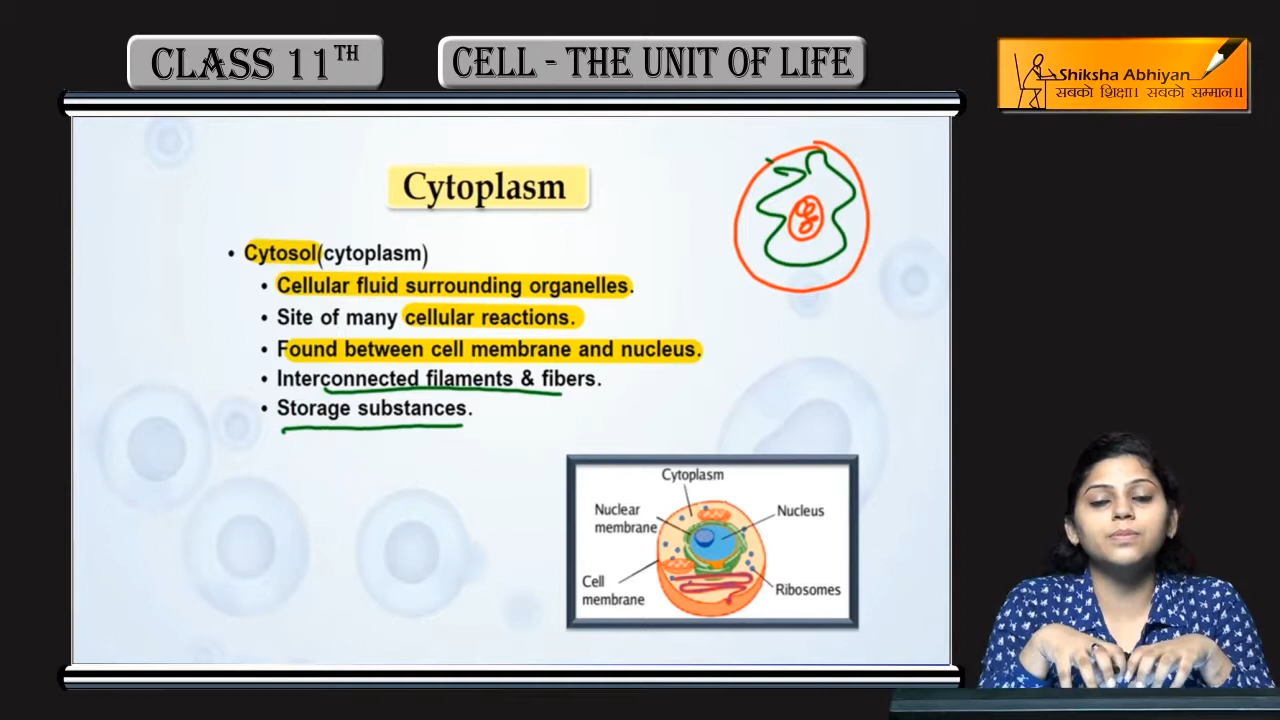 CLASS 11TH
CELL - THE UNIT OF LIFE
Shiksha Abhiyan
सबको शिक्षा। सबको सम्मान॥
Cytoplasm
• Cytosol(cytoplasm)
• Cellular fluid surrounding organelles.
• Site of many cellular reactions.
• Found between cell membrane and nucleus.
• Interconnected filaments & fibers.
• Storage substances.
Cytoplasm
Nuclear
membrane
Nucleus
Cell
membrane
Ribosomes